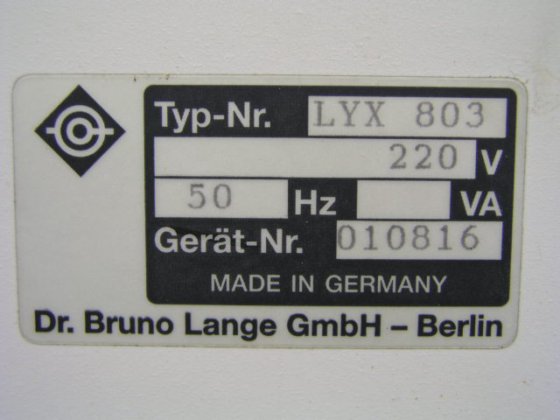 Typ-Nr. LYX 803
220 V
50 Hz VA
Gerät-Nr. 010816
MADE IN GERMANY
Dr. Bruno Lange GmbH – Berlin